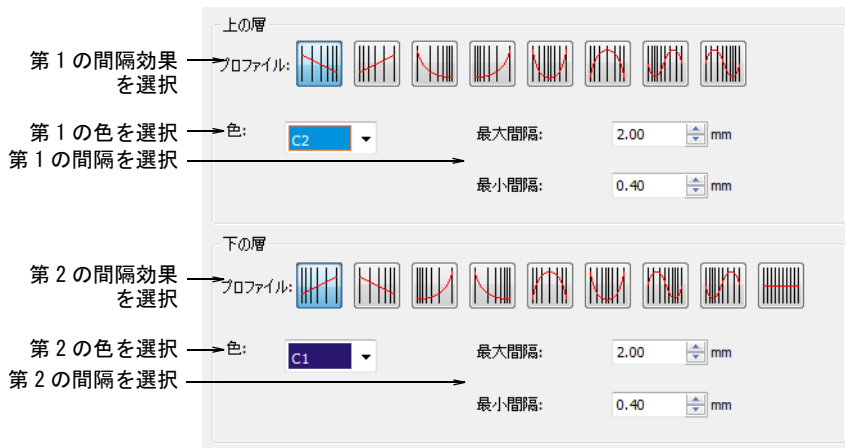 上の層
第1の間隔効果
を選択
プロファイル:
第1の色を選択
色:
C2
最大間隔:
2.00
mm
第1の間隔を選択
最小間隔:
0.40
mm
下の層
第2の間隔効果
を選択
プロファイル:
第2の色を選択
色:
C1
最大間隔:
2.00
mm
第2の間隔を選択
最小間隔:
0.40
mm